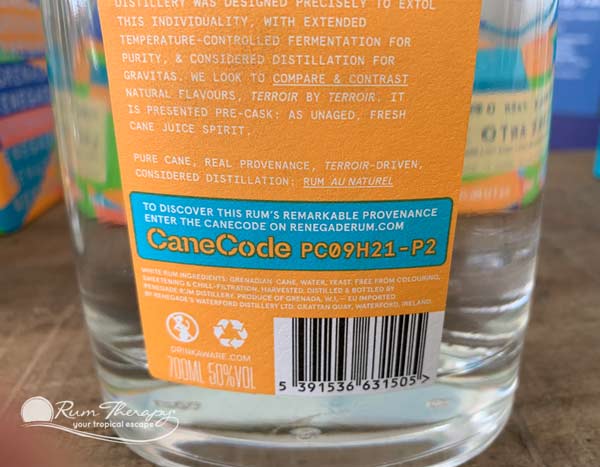 DISTILLERY WAS DESIGNED PRECISELY TO EXTOL
THIS INDIVIDUALITY, WITH EXTENDED
TEMPERATURE-CONTROLLED FERMENTATION FOR
PURITY, & CONSIDERED DISTILLATION FOR
GRAVITAS. WE LOOK TO COMPARE & CONTRAST
NATURAL FLAVOURS, TERROIR BY TERROIR. IT
IS PRESENTED PRE-CASK: AS UNAGED, FRESH
CANE JUICE SPIRIT.
PURE CANE, REAL PROVENANCE, TERROIR-DRIVEN,
CONSIDERED DISTILLATION: RUM AU NATUREL
TO DISCOVER THIS RUM'S REMARKABLE PROVENANCE
ENTER THE CANECODE ON RENEGADERUM.COM
CaneCode PC09H21-P2
WHITE RUM INGREDIENTS: GRENADIAN CANE, WATER, YEAST. FREE FROM COLOURING,
SWEETENING & CHILL-FILTRATION. HARVESTED, DISTILLED & BOTTLED BY
RENEGADE RUM DISTILLERY. PRODUCE OF GRENADA, W.I. – EU IMPORTED
BY RENEGADE'S WATERFORD DISTILLERY LTD. GRATTAN QUAY, WATERFORD, IRELAND.
DRINKAWARE.COM
700ML 50%VOL
5 391536 631505 >
Rum Therapy
your tropical escape